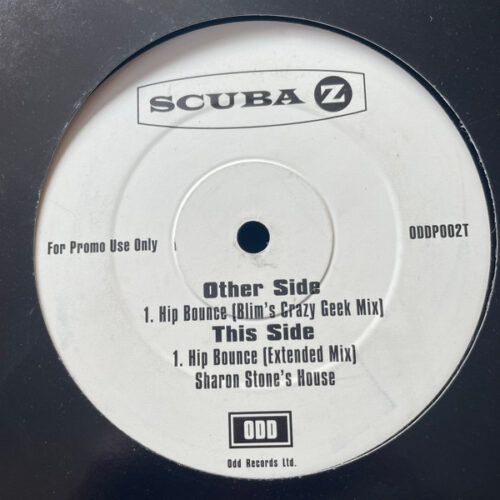 SCUBA Z
For Promo Use Only
ODDP002T
Other Side
1. Hip Bounce (Blim's Crazy Geek Mix)
This Side
1. Hip Bounce (Extended Mix)
Sharon Stone's House
ODD
Odd Records Ltd.